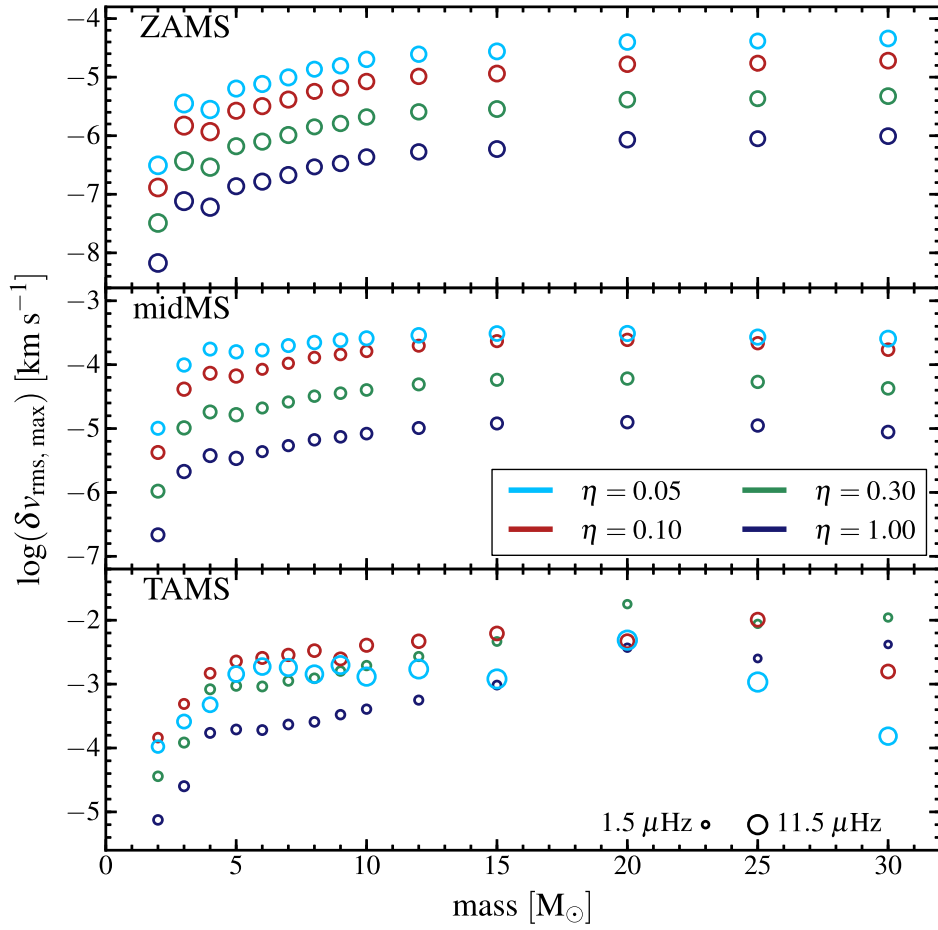 ZAMS
−4
−5
−6
−7
−8
midMS
−3
−4
−5
−6
−7
η = 0.05
η = 0.30
η = 0.10
η = 1.00
TAMS
−2
−3
−4
−5
1.5 μHz
11.5 μHz
0 5 10 15 20 25 30
mass [M⊙]
log(δv_rms, max) [km s⁻¹]